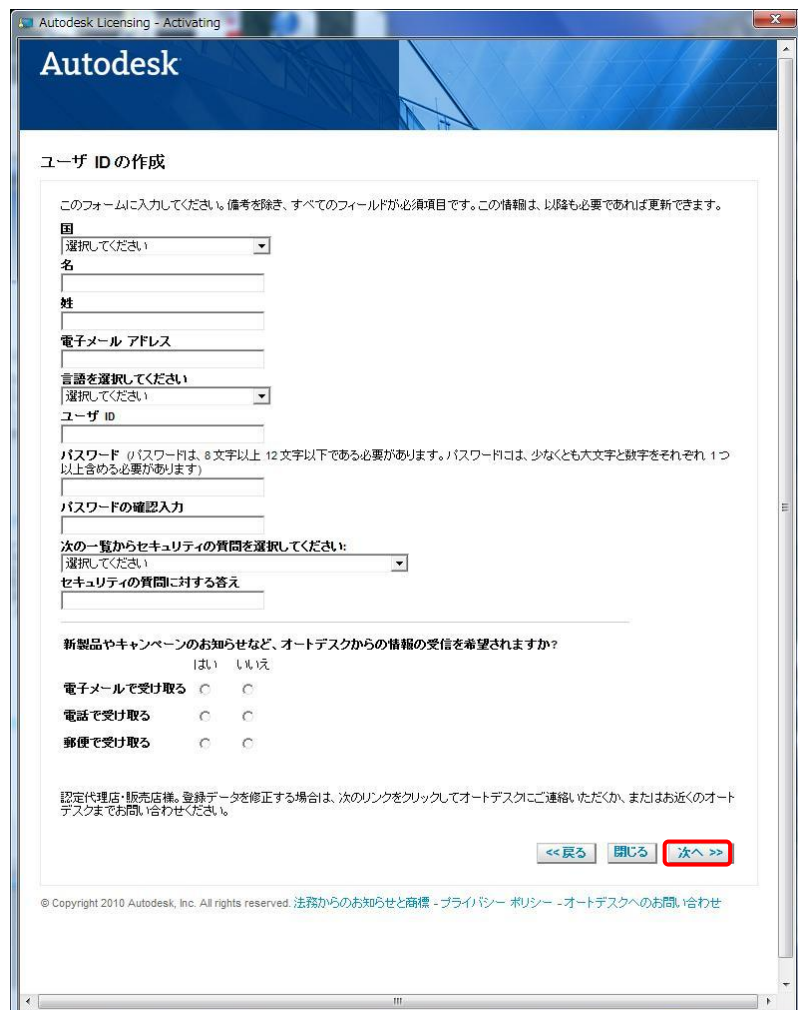 Autodesk Licensing - Activating
Autodesk
ユーザ IDの作成
このフォームに入力してください。備考を除き、すべてのフィールドが必須項目です。この情報は、以降も必要であれば更新できます。
国
選択してください
名
姓
電子メール アドレス
言語を選択してください
選択してください
ユーザ ID
パスワード (パスワードは、8文字以上 12文字以下である必要があります。パスワードには、少なくとも大文字と数字をそれぞれ 1つ
以上含める必要があります)
パスワードの確認入力
次の一覧からセキュリティの質問を選択してください:
選択してください
セキュリティの質問に対する答え
新製品やキャンペーンのお知らせなど、オートデスクからの情報の受信を希望されますか?
はい いいえ
電子メールで受け取る
電話で受け取る
郵便で受け取る
認定代理店・販売店様。登録データを修正する場合は、次のリンクをクリックしてオートデスクにご連絡いただくか、またはお近くのオート
デスクまでお問い合わせください。
<<戻る 閉じる 次へ >>
© Copyright 2010 Autodesk, Inc. All rights reserved. 法務からのお知らせと商標 - プライバシー ポリシー - オートデスクへのお問い合わせ